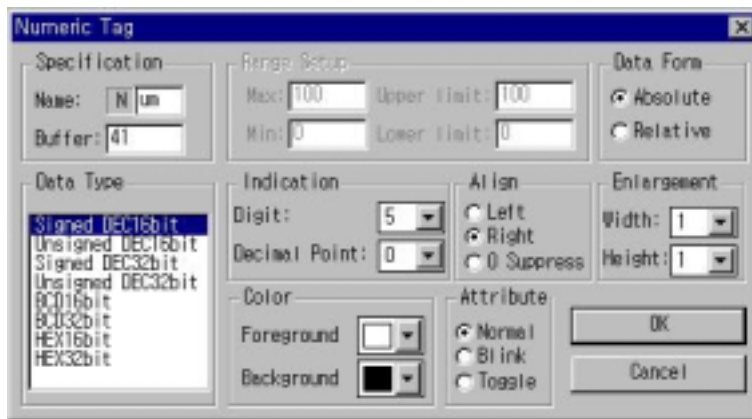 Numeric Tag
Specification
Name: N um
Buffer: 41
Range Setup
Max: 100 Upper limit: 100
Min: 0 Lower limit: 0
Data Form
Absolute
Relative
Data Type
Signed DEC16bit
Unsigned DEC16bit
Signed DEC32bit
Unsigned DEC32bit
BCD16bit
BCD32bit
HEX16bit
HEX32bit
Indication
Digit: 5
Decimal Point: 0
Align
Left
Right
0 Suppress
Enlargement
Width: 1
Height: 1
Color
Foreground
Background
Attribute
Normal
Blink
Toggle
OK
Cancel